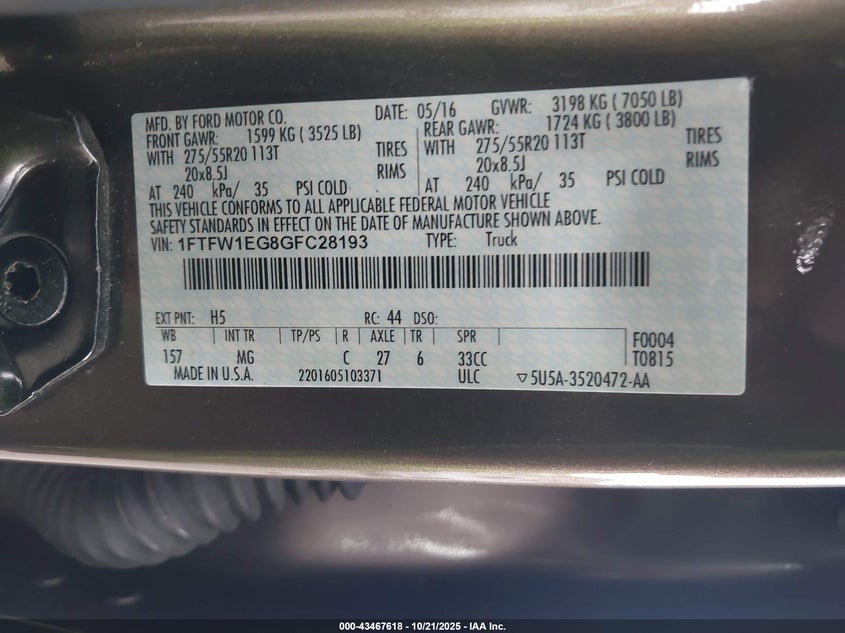 MFD. BY FORD MOTOR CO. DATE: 05/16 GVWR: 3198 KG ( 7050 LB)
FRONT GAWR: 1599 KG ( 3525 LB) REAR GAWR: 1724 KG ( 3800 LB)
WITH 275/55R20 113T TIRES WITH 275/55R20 113T TIRES
20x8.5J RIMS 20x8.5J RIMS
AT 240 kPa/ 35 PSI COLD AT 240 kPa/ 35 PSI COLD
THIS VEHICLE CONFORMS TO ALL APPLICABLE FEDERAL MOTOR VEHICLE
SAFETY STANDARDS IN EFFECT ON THE DATE OF MANUFACTURE SHOWN ABOVE.
VIN: 1FTFW1EG8GFC28193 TYPE: Truck
EXT PNT: H5 RC: 44 DSO:
WB INT TR TP/PS R AXLE TR SPR F0004
157 MG C 27 6 33CC T0815
MADE IN U.S.A. 2201605103371 ULC ▽5U5A-3520472-AA
000-43467618 - 10/21/2025 - IAA Inc.